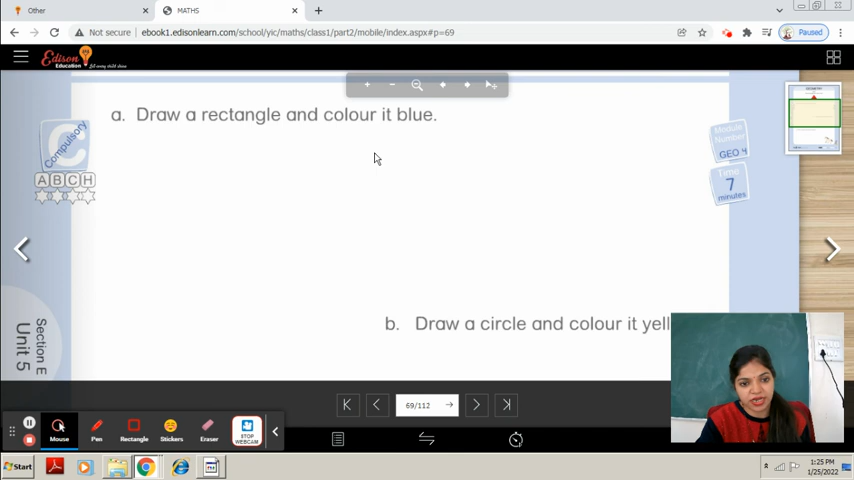 Other
MATHS
Not secure
ebook1.edisonlearn.com/school/yic/maths/class1/part2/mobile/index.aspx#p=69
Paused
Edison
Education
a. Draw a rectangle and colour it blue.
C
Compulsory
A B C H
Module
Number
GEO 4
Time
7
minutes
b. Draw a circle and colour it yell
Section E
Unit 5
69/112
Mouse
Pen
Rectangle
Stickers
Eraser
STOP
WEBCAM
Start
1:25 PM
1/25/2022